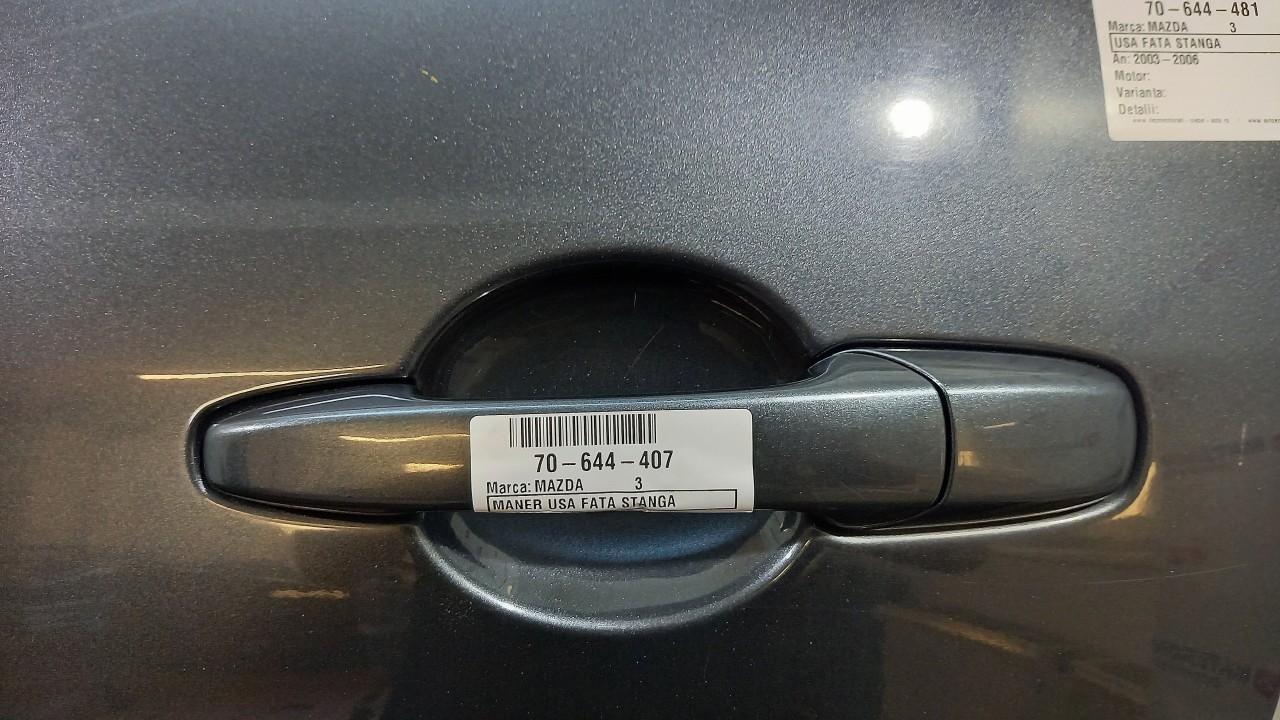 70-644-481
Marca: MAZDA 3
USA FATA STANGA
An: 2003-2006
Motor:
Varianta:
Detalii:
70-644-407
Marca: MAZDA 3
MANER USA FATA STANGA